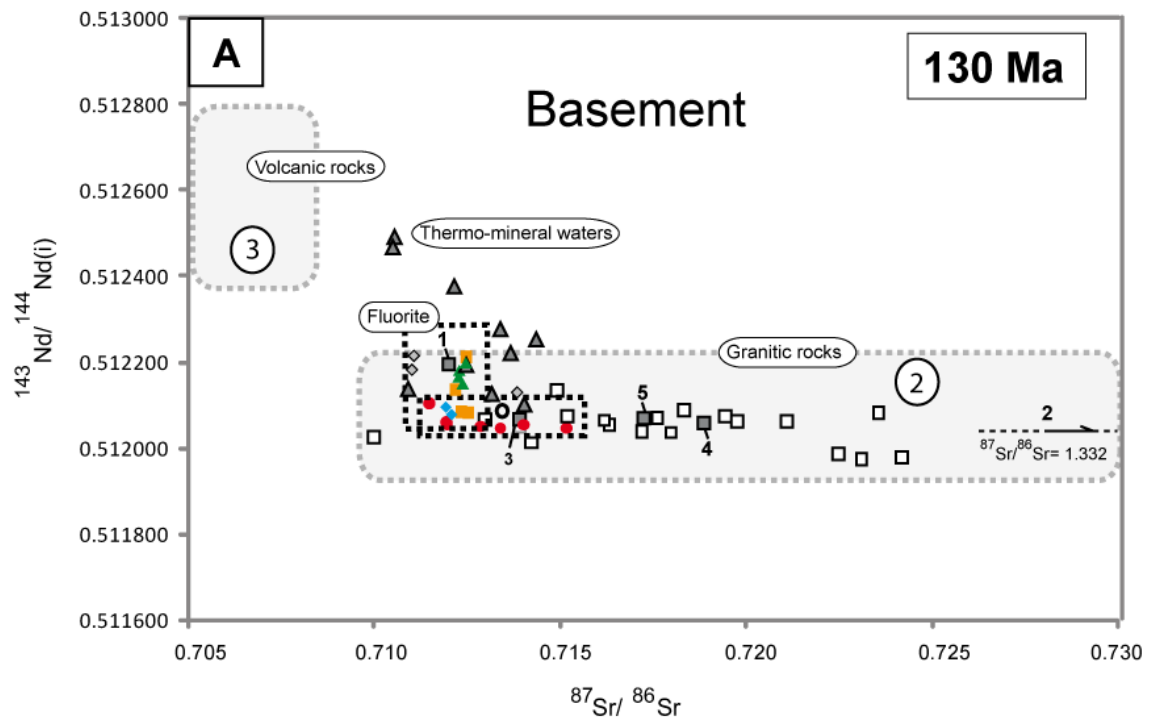 0.513000
A
130 Ma
Basement
0.512800
Volcanic rocks
0.512600
3
Thermo-mineral waters
0.512400
Fluorite
1
0.512200
Granitic rocks
2
5
2
87Sr/86Sr= 1.332
3
4
0.512000
0.511800
0.511600
0.705
0.710
0.715
0.720
0.725
0.730
143Nd/ 144Nd(i)
87Sr/ 86Sr